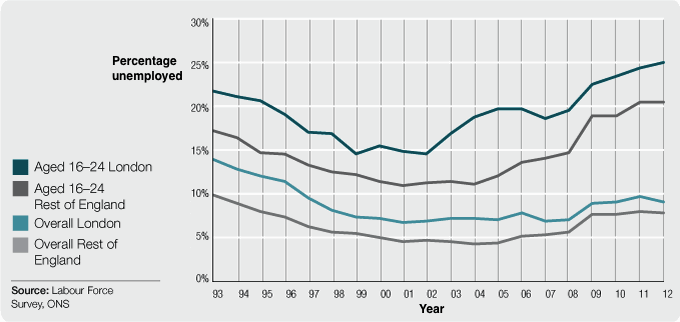 30%
Percentage
unemployed
25%
20%
15%
10%
5%
0%
Aged 16–24 London
Aged 16–24
Rest of England
Overall London
Overall Rest of
England
Source: Labour Force
Survey, ONS
93 94 95 96 97 98 99 00 01 02 03 04 05 06 07 08 09 10 11 12
Year